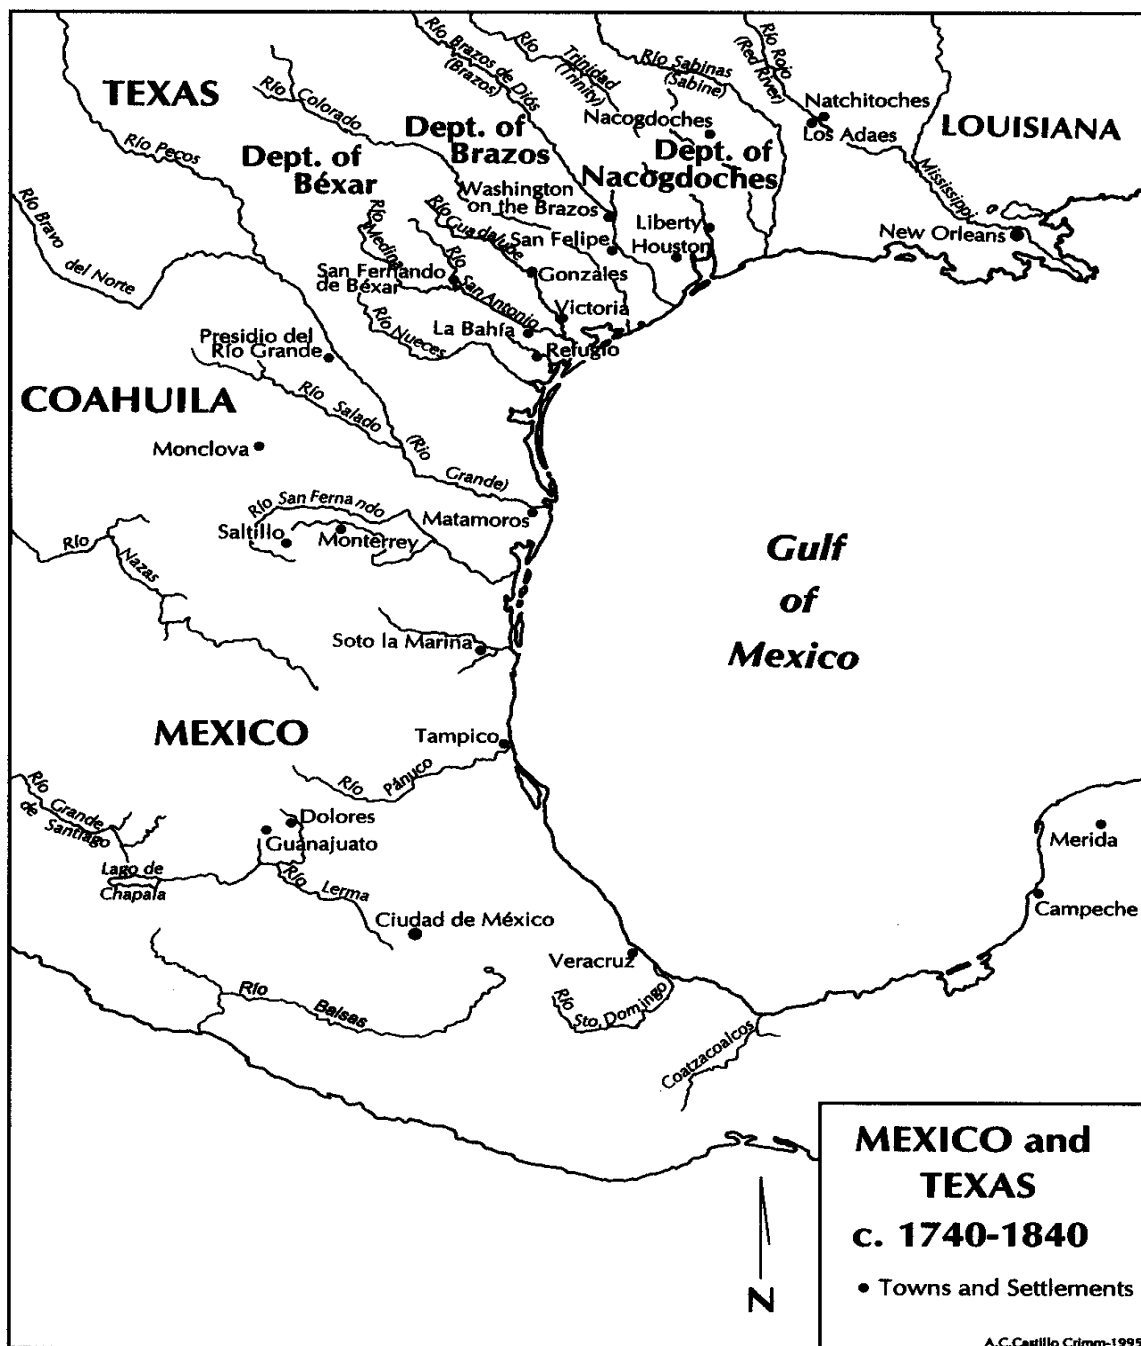 TEXAS
Río Colorado
Río Brazos de Diós
(Brazos)
Río Trinidad
(Trinity)
Río Sabinas
(Sabine)
Río Rojo
(Red River)
Natchitoches
Los Adaes
LOUISIANA
Mississippi
New Orleans
Nacogdoches
Dept. of
Nacogdoches
Dept. of
Brazos
Dept. of
Béxar
Río Pecos
Río Bravo
del Norte
Washington
on the Brazos
Liberty
Houston
San Felipe
Río Guadalupe
Río Medina
Gonzales
San Fernando
de Béxar
Río San Antonio
Victoria
La Bahía
Refugio
Río Nueces
Presidio del
Río Grande
COAHUILA
Río Salado
(Rio Grande)
Monclova
Río San Fernando
Matamoros
Saltillo
Monterrey
Río Nazas
Gulf
of
Mexico
Soto la Marina
MEXICO
Tampico
Río Pánuco
Río Grande
de Santiago
Dolores
Guanajuato
Lago de
Chapala
Río Lerma
Ciudad de México
Merida
Campeche
Veracruz
Río Sto. Domingo
Río Balsas
Coatzacoalcos
N
MEXICO and
TEXAS
c. 1740-1840
• Towns and Settlements
A.C.Castillo Crimm-1995